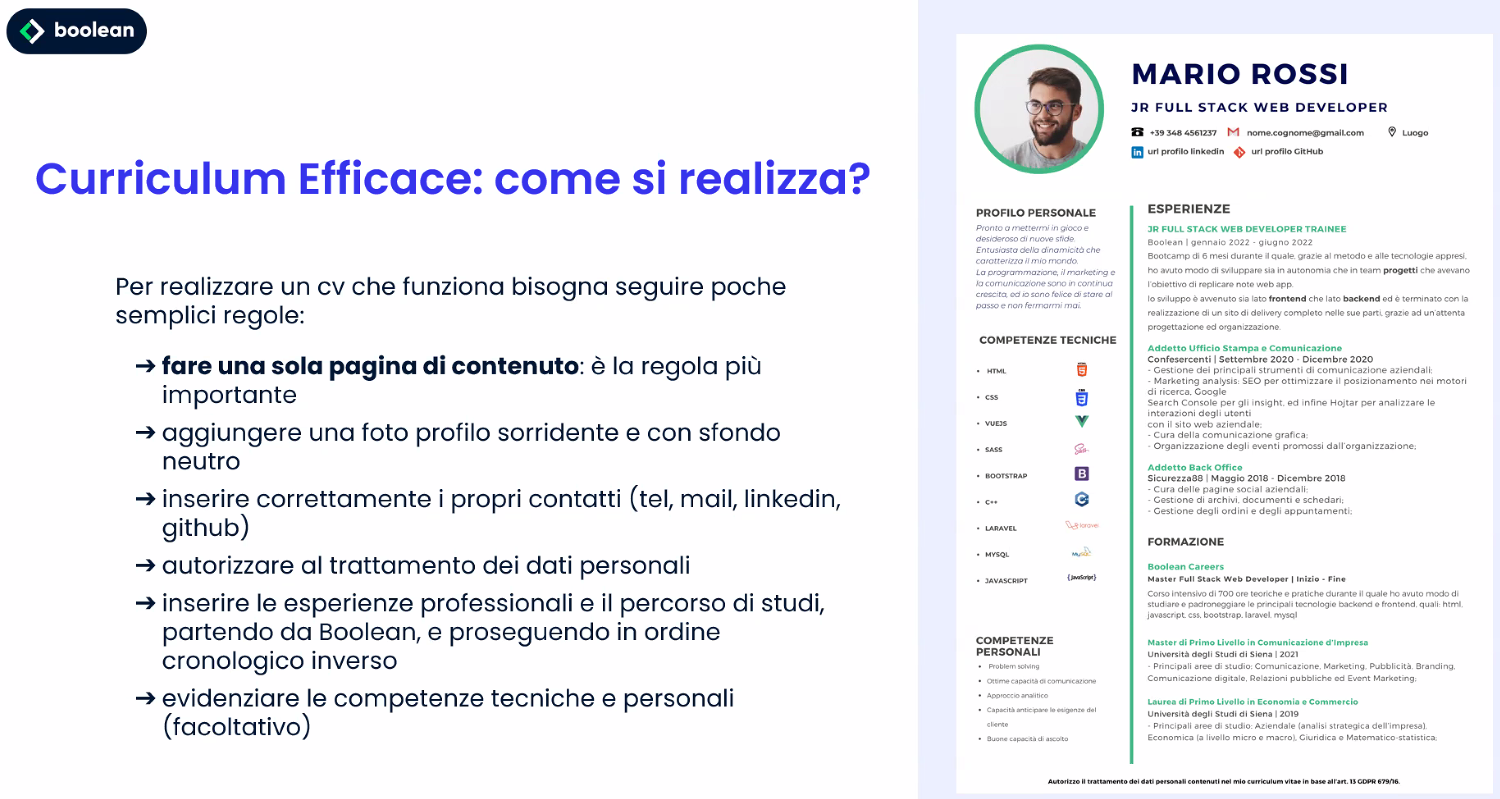 boolean
Curriculum Efficace: come si realizza?
Per realizzare un cv che funziona bisogna seguire poche
semplici regole:
➔ fare una sola pagina di contenuto: è la regola più
importante
➔ aggiungere una foto profilo sorridente e con sfondo
neutro
➔ inserire correttamente i propri contatti (tel, mail, linkedin,
github)
➔ autorizzare al trattamento dei dati personali
➔ inserire le esperienze professionali e il percorso di studi,
partendo da Boolean, e proseguendo in ordine
cronologico inverso
➔ evidenziare le competenze tecniche e personali
(facoltativo)
MARIO ROSSI
JR FULL STACK WEB DEVELOPER
+39 348 4561237 nome.cognome@gmail.com Luogo
url profilo linkedin url profilo GitHub
PROFILO PERSONALE
Pronto a mettermi in gioco e
desideroso di nuove sfide.
Entusiasta della dinamicità che
caratterizza il mio mondo.
La programmazione, il marketing e
la comunicazione sono in continua
crescita, ed io sono felice di stare al
passo e non fermarmi mai.
COMPETENZE TECNICHE
• HTML
• CSS
• VUEJS
• SASS
• BOOTSTRAP
• C++
• LARAVEL laravel
• MYSQL MySQL
• JAVASCRIPT {JavaScript}
COMPETENZE
PERSONALI
• Problem solving
• Ottime capacità di comunicazione
• Approccio analitico
• Capacità anticipare le esigenze del
cliente
• Buone capacità di ascolto
ESPERIENZE
JR FULL STACK WEB DEVELOPER TRAINEE
Boolean | gennaio 2022 - giugno 2022
Bootcamp di 6 mesi durante il quale, grazie al metodo e alle tecnologie appresi,
ho avuto modo di sviluppare sia in autonomia che in team progetti che avevano
l'obiettivo di replicare note web app.
lo sviluppo è avvenuto sia lato frontend che lato backend ed è terminato con la
realizzazione di un sito di delivery completo nelle sue parti, grazie ad un'attenta
progettazione ed organizzazione.
Addetto Ufficio Stampa e Comunicazione
Confesercenti | Settembre 2020 - Dicembre 2020
- Gestione dei principali strumenti di comunicazione aziendali;
- Marketing analysis: SEO per ottimizzare il posizionamento nei motori
di ricerca, Google
Search Console per gli insight, ed infine Hojtar per analizzare le
interazioni degli utenti
con il sito web aziendale;
- Cura della comunicazione grafica;
- Organizzazione degli eventi promossi dall'organizzazione;
Addetto Back Office
Sicurezza88 | Maggio 2018 - Dicembre 2018
- Cura delle pagine social aziendali;
- Gestione di archivi, documenti e schedari;
- Gestione degli ordini e degli appuntamenti;
FORMAZIONE
Boolean Careers
Master Full Stack Web Developer | Inizio - Fine
Corso intensivo di 700 ore teoriche e pratiche durante il quale ho avuto modo di
studiare e padroneggiare le principali tecnologie backend e frontend, quali: html,
javascript, css, bootstrap, laravel, mysql
Master di Primo Livello in Comunicazione d'Impresa
Università degli Studi di Siena | 2021
- Principali aree di studio: Comunicazione, Marketing, Pubblicità, Branding,
Comunicazione digitale, Relazioni pubbliche ed Event Marketing;
Laurea di Primo Livello in Economia e Commercio
Università degli Studi di Siena | 2019
- Principali aree di studio: Aziendale (analisi strategica dell'impresa),
Economica (a livello micro e macro), Giuridica e Matematico-statistica;
Autorizzo il trattamento dei dati personali contenuti nel mio curriculum vitae in base all'art. 13 GDPR 679/16.